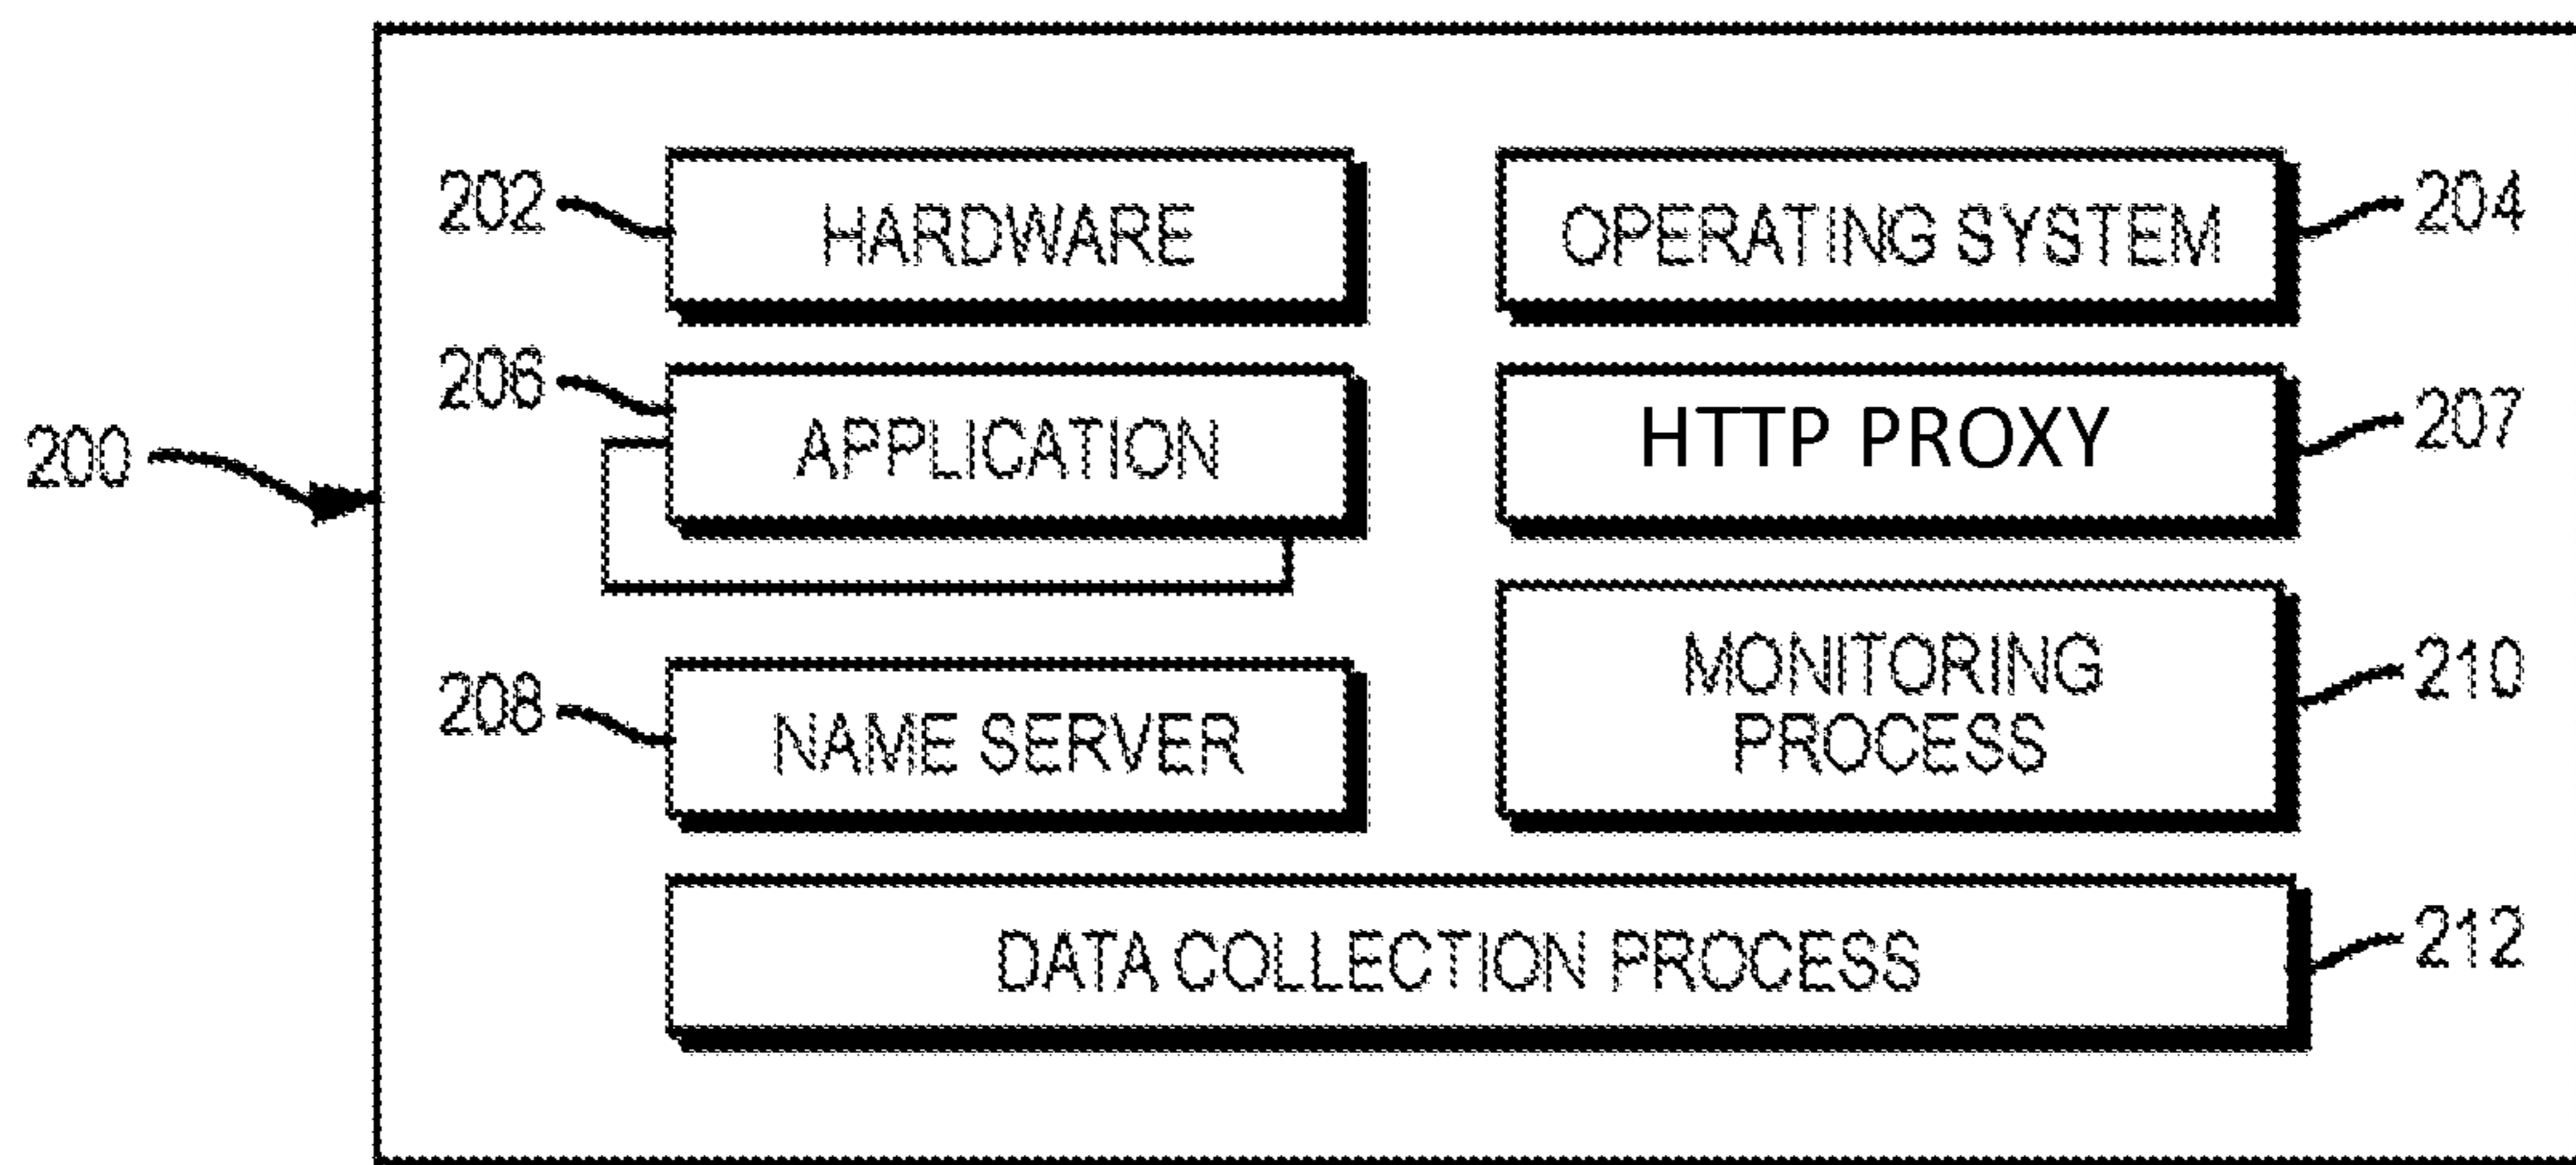 202 HARDWARE OPERATING SYSTEM 204
206 APPLICATION HTTP PROXY 207
200
208 NAME SERVER MONITORING PROCESS 210
DATA COLLECTION PROCESS 212